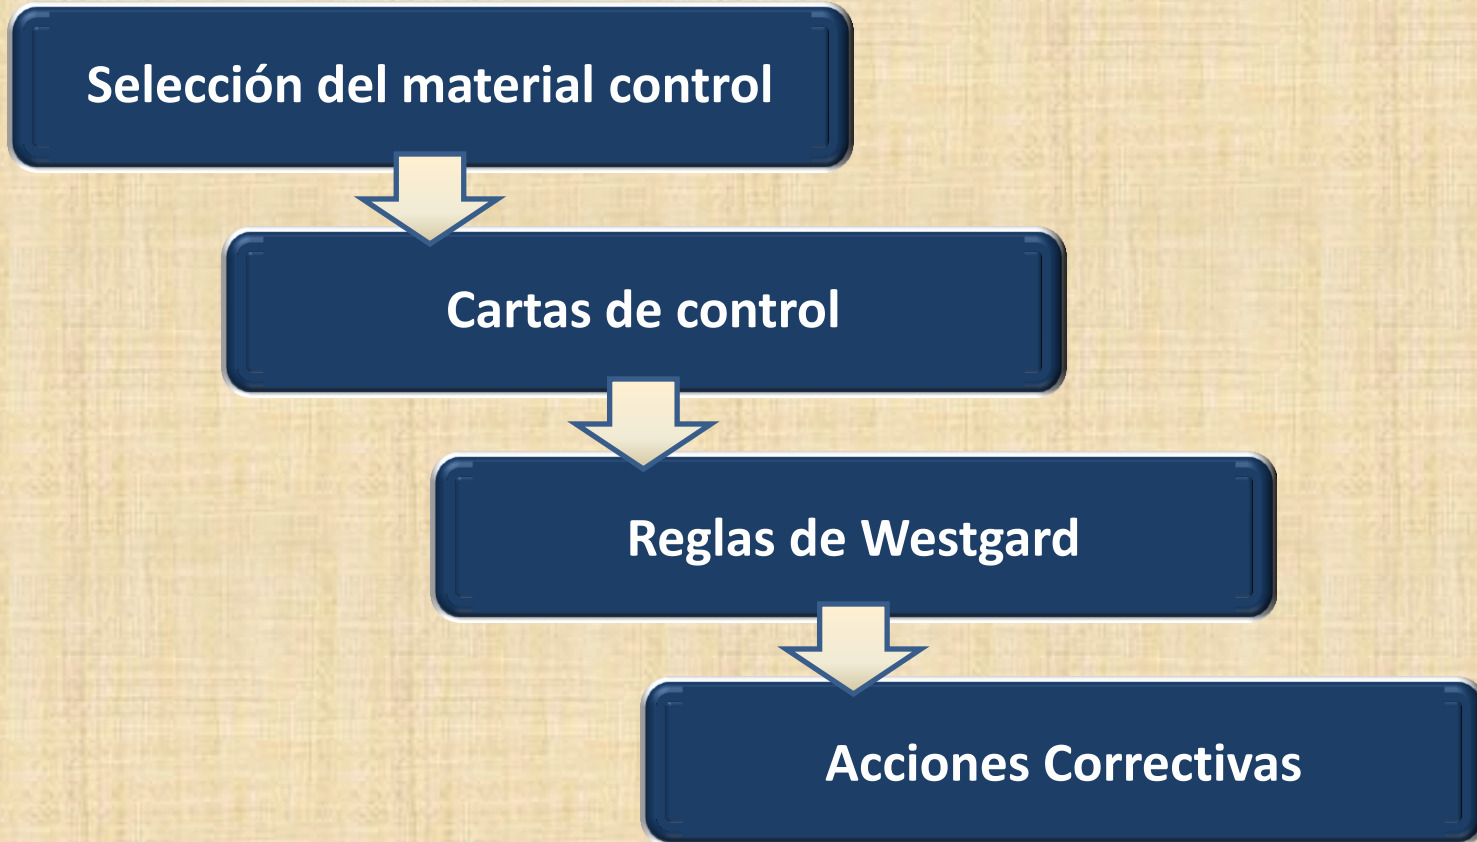 Selección del material control
Cartas de control
Reglas de Westgard
Acciones Correctivas